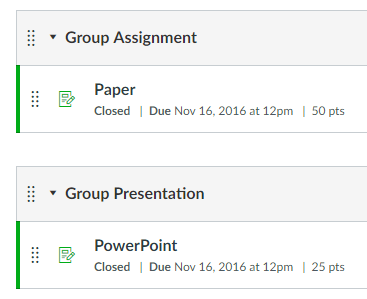 Group Assignment
Paper
Closed | Due Nov 16, 2016 at 12pm | 50 pts
Group Presentation
PowerPoint
Closed | Due Nov 16, 2016 at 12pm | 25 pts